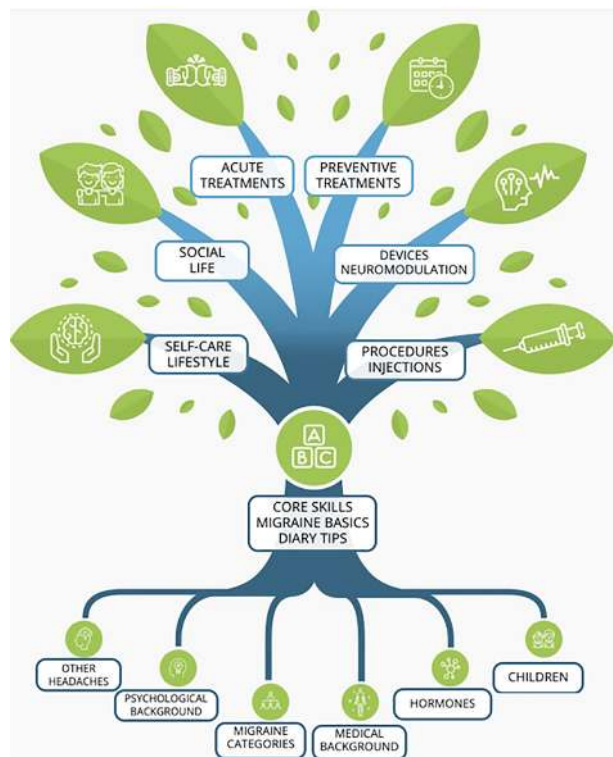 ACUTE
TREATMENTS
PREVENTIVE
TREATMENTS
SOCIAL
LIFE
DEVICES
NEUROMODULATION
SELF-CARE
LIFESTYLE
PROCEDURES
INJECTIONS
A
B C
CORE SKILLS
MIGRAINE BASICS
DIARY TIPS
OTHER
HEADACHES
PSYCHOLOGICAL
BACKGROUND
MIGRAINE
CATEGORIES
MEDICAL
BACKGROUND
HORMONES
CHILDREN